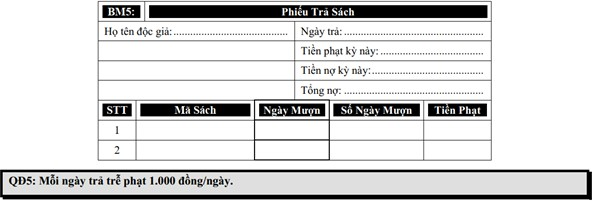 BM5: Phiếu Trả Sách
Họ tên độc giả: ........................................ Ngày trả: ................................................
Tiền phạt kỳ này: ....................................
Tiền nợ kỳ này: .......................................
Tổng nợ: ................................................
STT Mã Sách Ngày Mượn Số Ngày Mượn Tiền Phạt
1
2
QĐ5: Mỗi ngày trả trễ phạt 1.000 đồng/ngày.